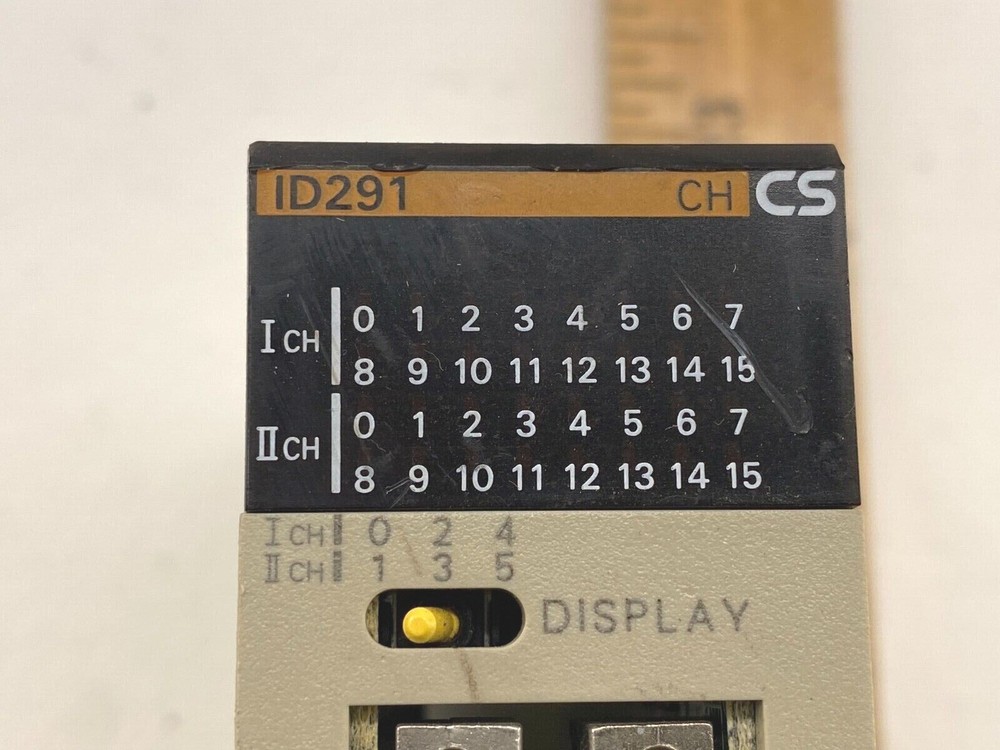 ID291 CH CS
I CH 0 1 2 3 4 5 6 7
8 9 10 11 12 13 14 15
II CH 0 1 2 3 4 5 6 7
8 9 10 11 12 13 14 15
I CH 0 2 4
II CH 1 3 5
DISPLAY